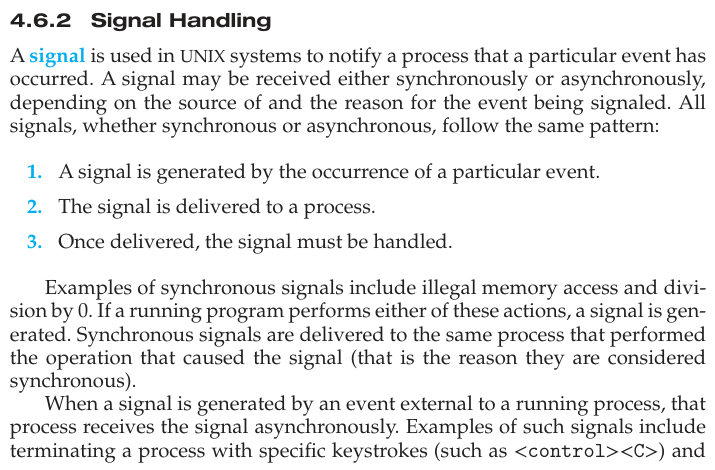 4.6.2 Signal Handling
A signal is used in UNIX systems to notify a process that a particular event has
occurred. A signal may be received either synchronously or asynchronously,
depending on the source of and the reason for the event being signaled. All
signals, whether synchronous or asynchronous, follow the same pattern:
1. A signal is generated by the occurrence of a particular event.
2. The signal is delivered to a process.
3. Once delivered, the signal must be handled.
Examples of synchronous signals include illegal memory access and divi-
sion by 0. If a running program performs either of these actions, a signal is gen-
erated. Synchronous signals are delivered to the same process that performed
the operation that caused the signal (that is the reason they are considered
synchronous).
When a signal is generated by an event external to a running process, that
process receives the signal asynchronously. Examples of such signals include
terminating a process with specific keystrokes (such as <control><C>) and